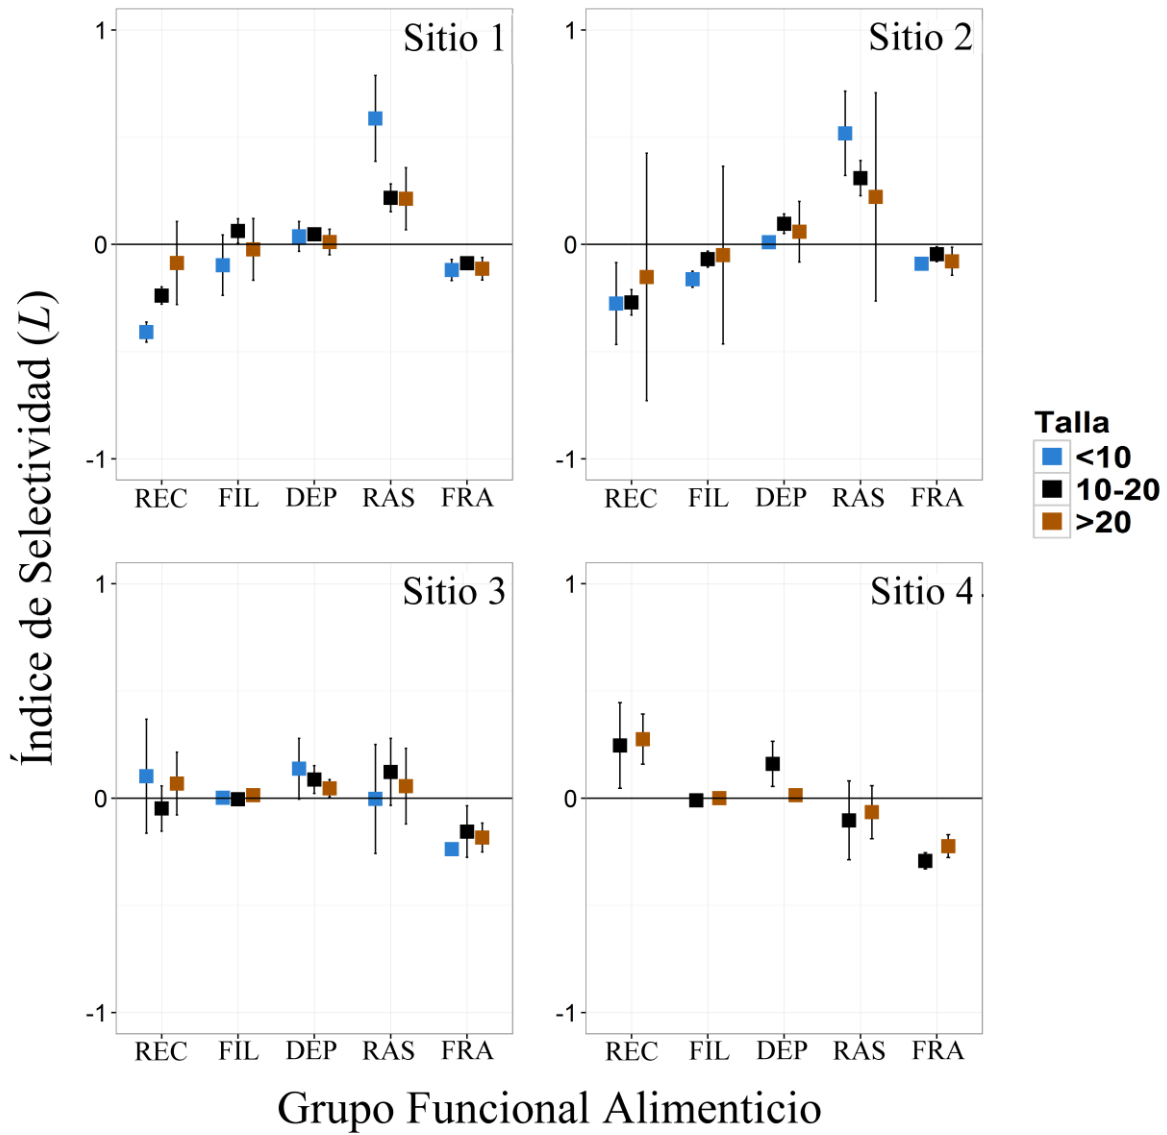 Índice de Selectividad (L)
Sitio 1
1
0
-1
REC FIL DEP RAS FRA
Sitio 2
1
0
-1
REC FIL DEP RAS FRA
Talla
<10
10-20
>20
Sitio 3
1
0
-1
REC FIL DEP RAS FRA
Sitio 4
1
0
-1
REC FIL DEP RAS FRA
Grupo Funcional Alimenticio